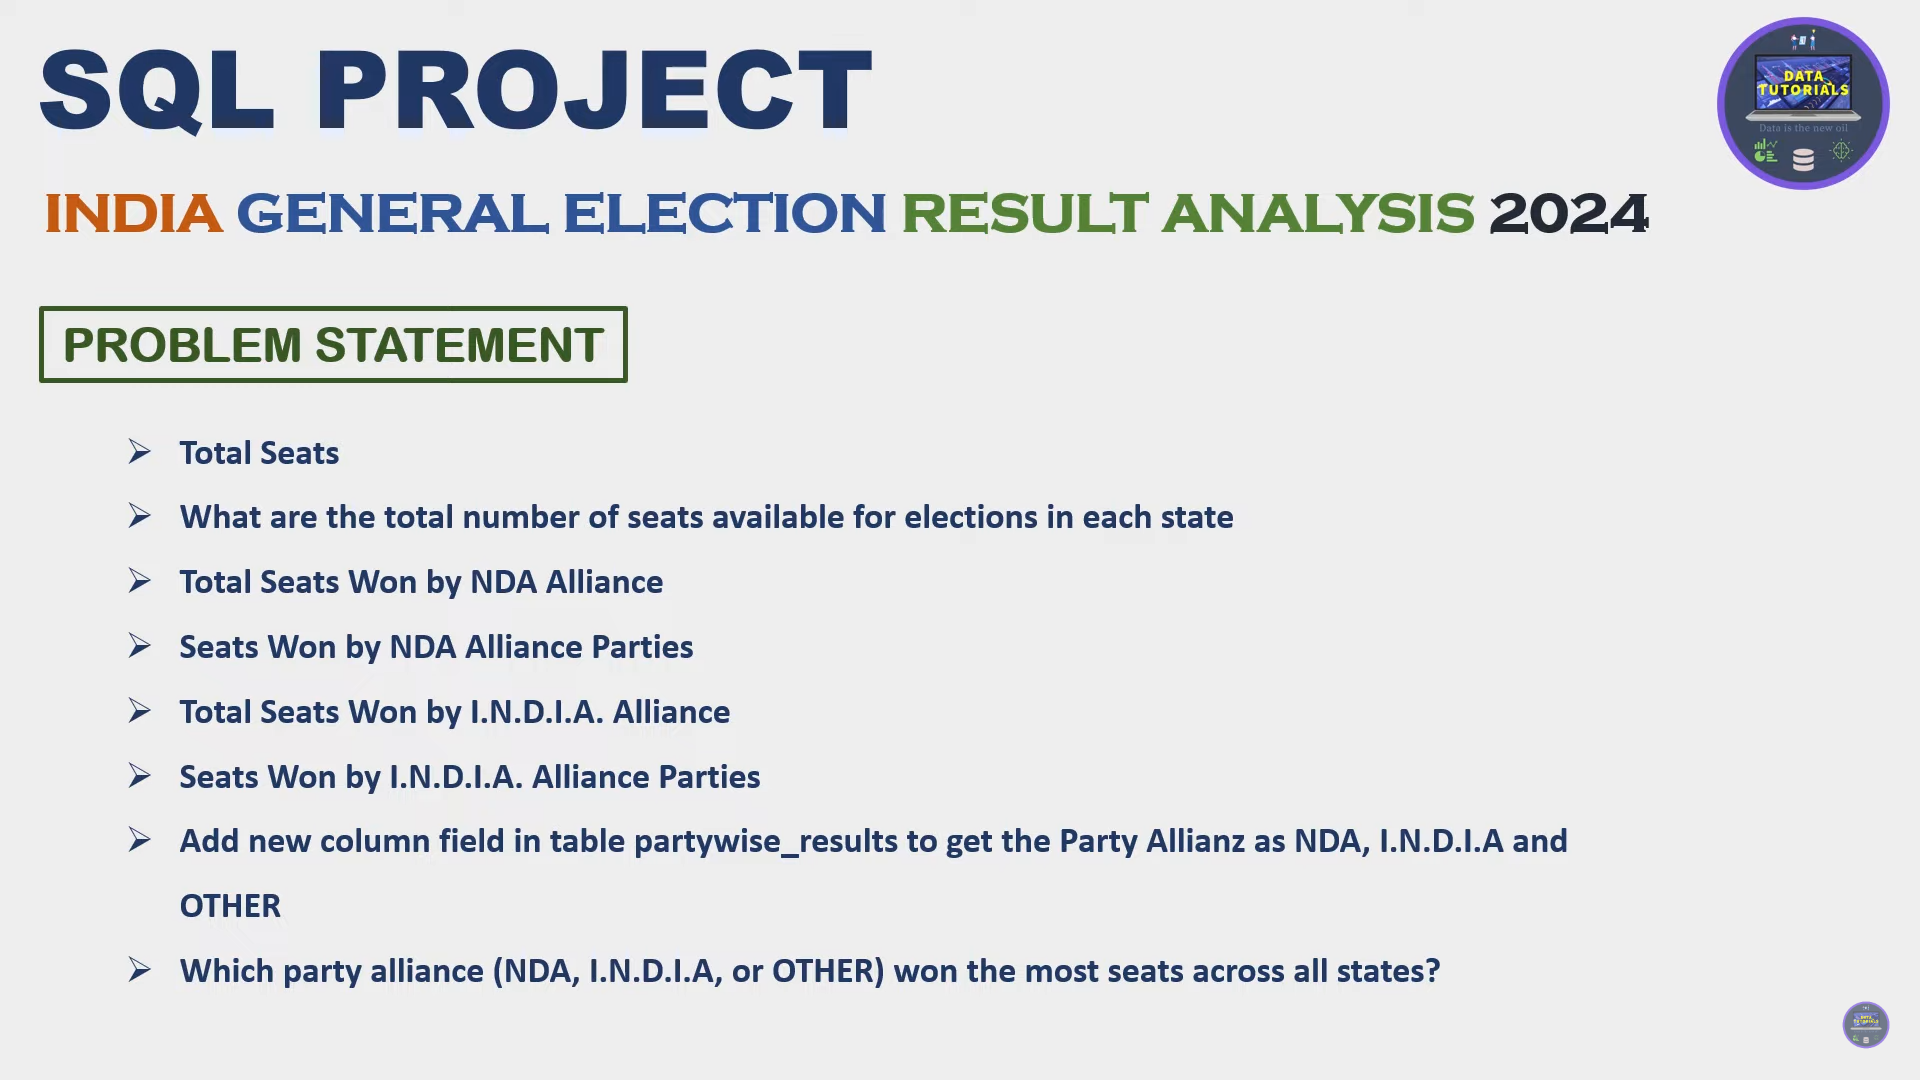 SQL PROJECT
DATA
TUTORIALS
Data is the new oil
INDIA GENERAL ELECTION RESULT ANALYSIS 2024
PROBLEM STATEMENT
Total Seats
What are the total number of seats available for elections in each state
Total Seats Won by NDA Alliance
Seats Won by NDA Alliance Parties
Total Seats Won by I.N.D.I.A. Alliance
Seats Won by I.N.D.I.A. Alliance Parties
Add new column field in table partywise_results to get the Party Allianz as NDA, I.N.D.I.A and
OTHER
Which party alliance (NDA, I.N.D.I.A, or OTHER) won the most seats across all states?
DATA
TUTORIALS